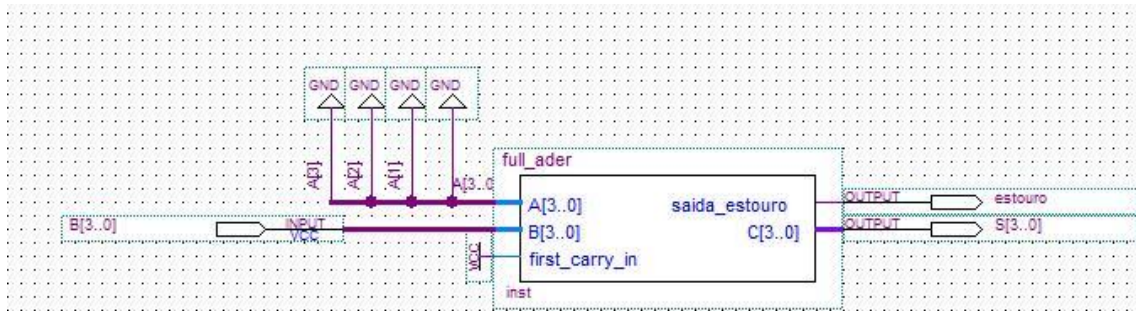 GND GND GND GND
A[3] A[2] A[1] A[3..0]
full_ader
A[3..0] saida_estouro
B[3..0] C[3..0]
first_carry_in
inst
B[3..0] INPUT
VCC
VCC
OUTPUT estouro
OUTPUT S[3..0]